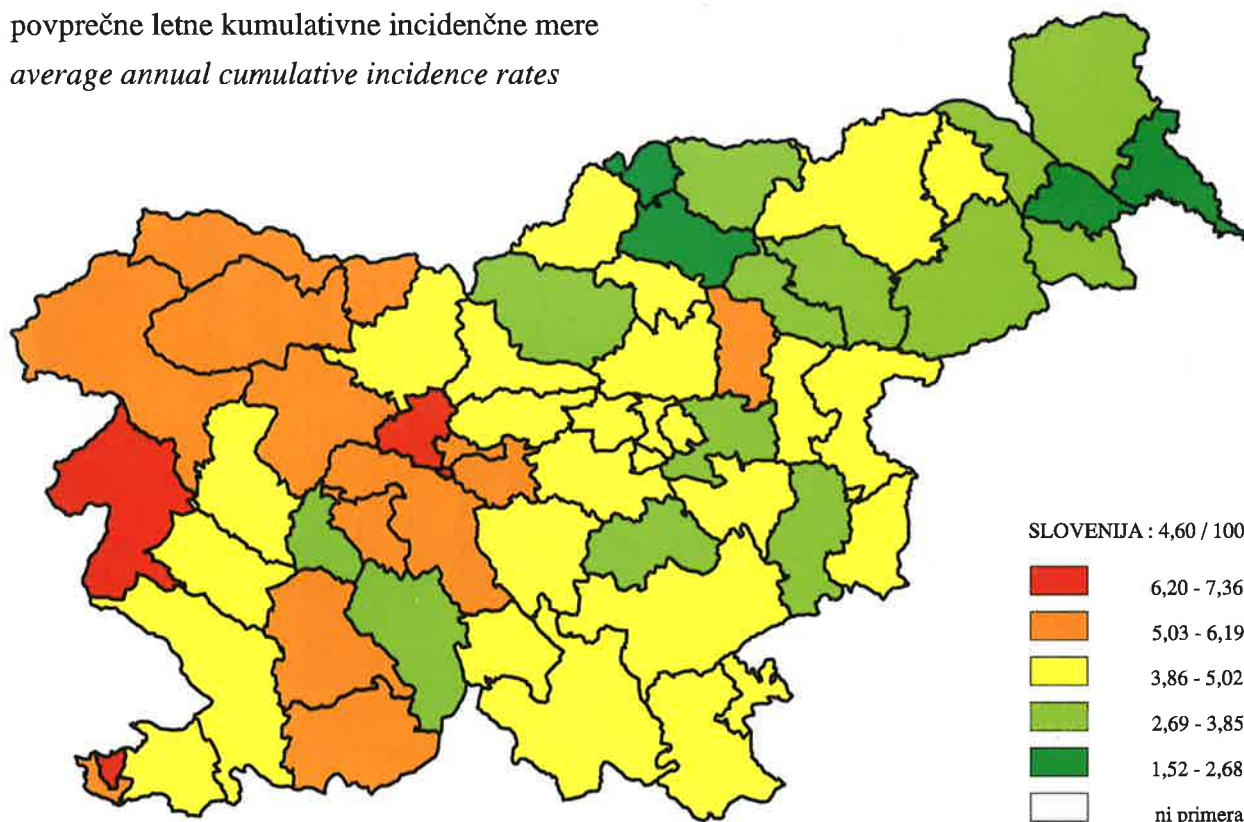 povprečne letne kumulativne incidenčne mere
average annual cumulative incidence rates
SLOVENIJA : 4,60 / 100
6,20 - 7,36
5,03 - 6,19
3,86 - 5,02
2,69 - 3,85
1,52 - 2,68
ni primera